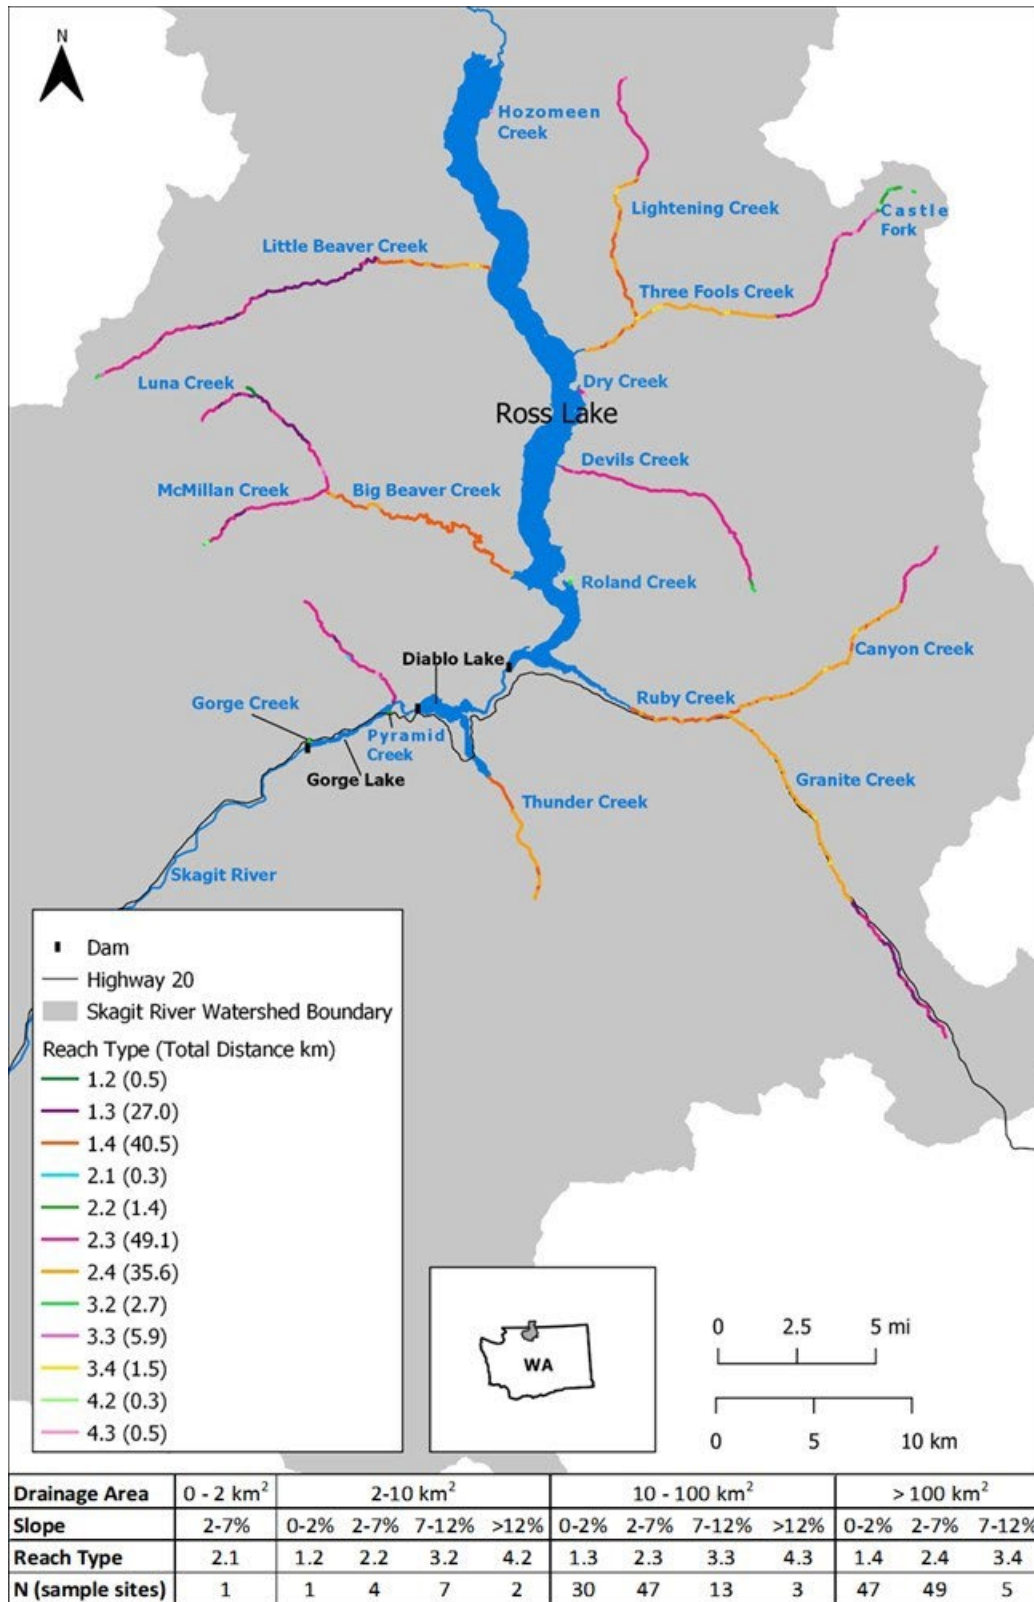 N
Hozomeen
Creek
Lightening Creek
Castle
Fork
Little Beaver Creek
Three Fools Creek
Luna Creek
Dry Creek
Ross Lake
Devils Creek
McMillan Creek
Big Beaver Creek
Roland Creek
Canyon Creek
Diablo Lake
Ruby Creek
Gorge Creek
Pyramid
Creek
Gorge Lake
Granite Creek
Thunder Creek
Skagit River
Dam
Highway 20
Skagit River Watershed Boundary
Reach Type (Total Distance km)
1.2 (0.5)
1.3 (27.0)
1.4 (40.5)
2.1 (0.3)
2.2 (1.4)
2.3 (49.1)
2.4 (35.6)
3.2 (2.7)
3.3 (5.9)
3.4 (1.5)
4.2 (0.3)
4.3 (0.5)
WA
0 2.5 5 mi
0 5 10 km
Drainage Area 0 - 2 km² 2-10 km² 10 - 100 km² > 100 km²
Slope 2-7% 0-2% 2-7% 7-12% >12% 0-2% 2-7% 7-12% >12% 0-2% 2-7% 7-12%
Reach Type 2.1 1.2 2.2 3.2 4.2 1.3 2.3 3.3 4.3 1.4 2.4 3.4
N (sample sites) 1 1 4 7 2 30 47 13 3 47 49 5